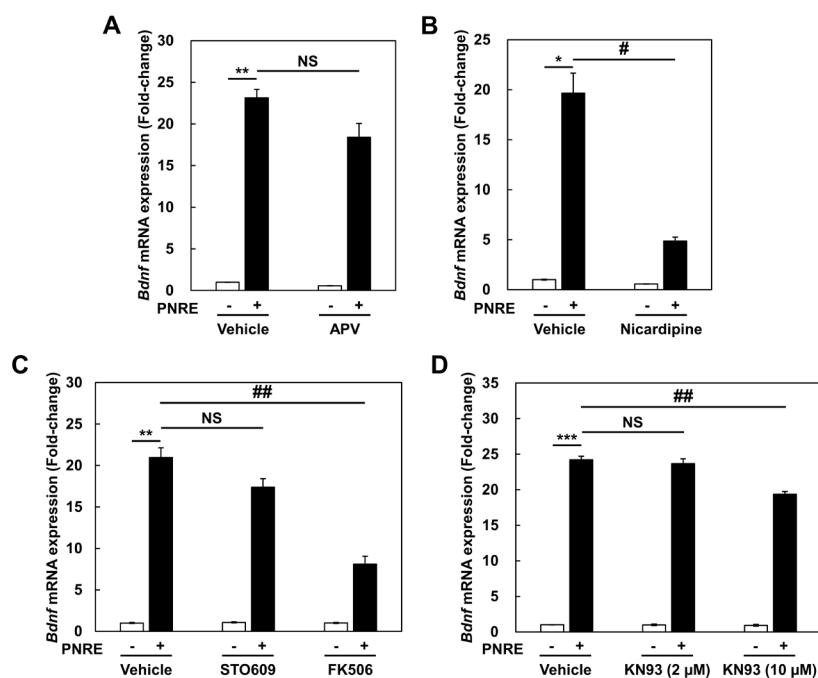 A
Bdnf mRNA expression (Fold-change)
30
25
20
15
10
5
0
**
NS
PNRE - + - +
Vehicle APV
B
Bdnf mRNA expression (Fold-change)
25
20
15
10
5
0
*
#
PNRE - + - +
Vehicle Nicardipine
C
Bdnf mRNA expression (Fold-change)
30
25
20
15
10
5
0
##
NS
**
PNRE - + - + - +
Vehicle STO609 FK506
D
Bdnf mRNA expression (Fold-change)
35
30
25
20
15
10
5
0
##
NS
***
PNRE - + - + - +
Vehicle KN93 (2 μM) KN93 (10 μM)